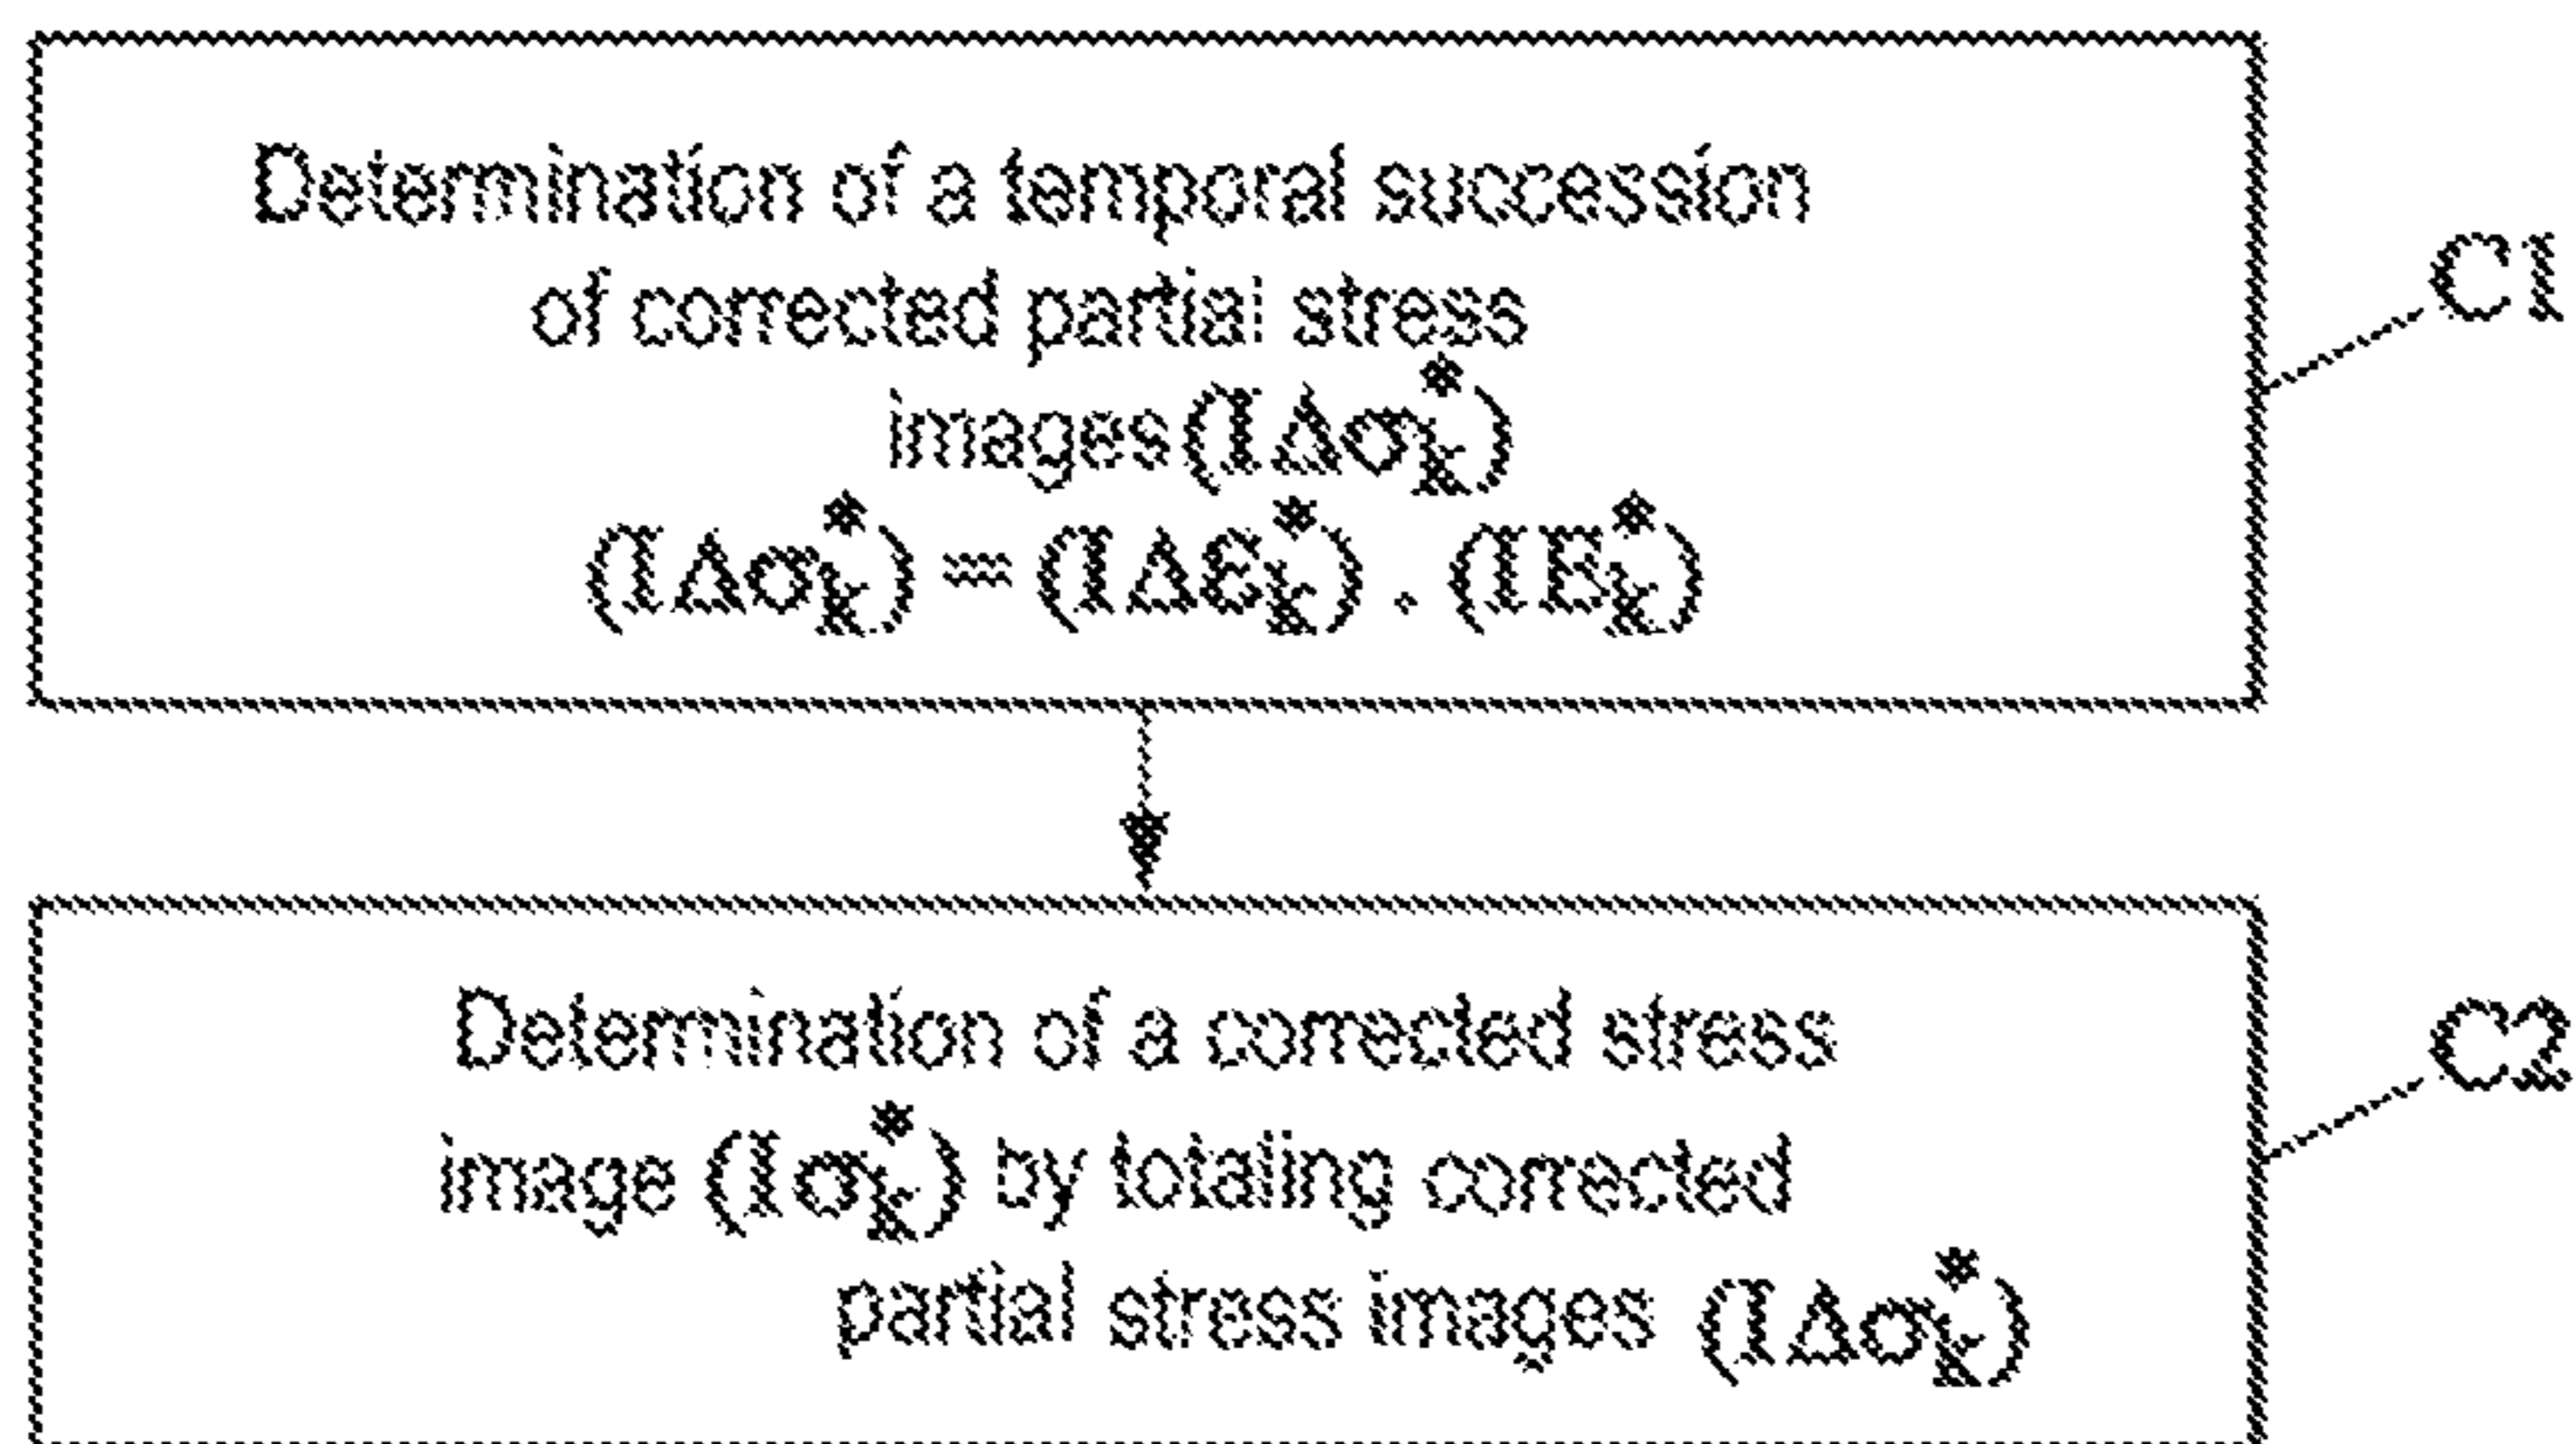 Determination of a temporal succession
of corrected partial stress
images (IΔσ*k)
(IΔσ*k) = (IΔε*k) . (IE*k)
C1
Determination of a corrected stress
image (Iσ*k) by totaling corrected
partial stress images (IΔσ*k)
C2